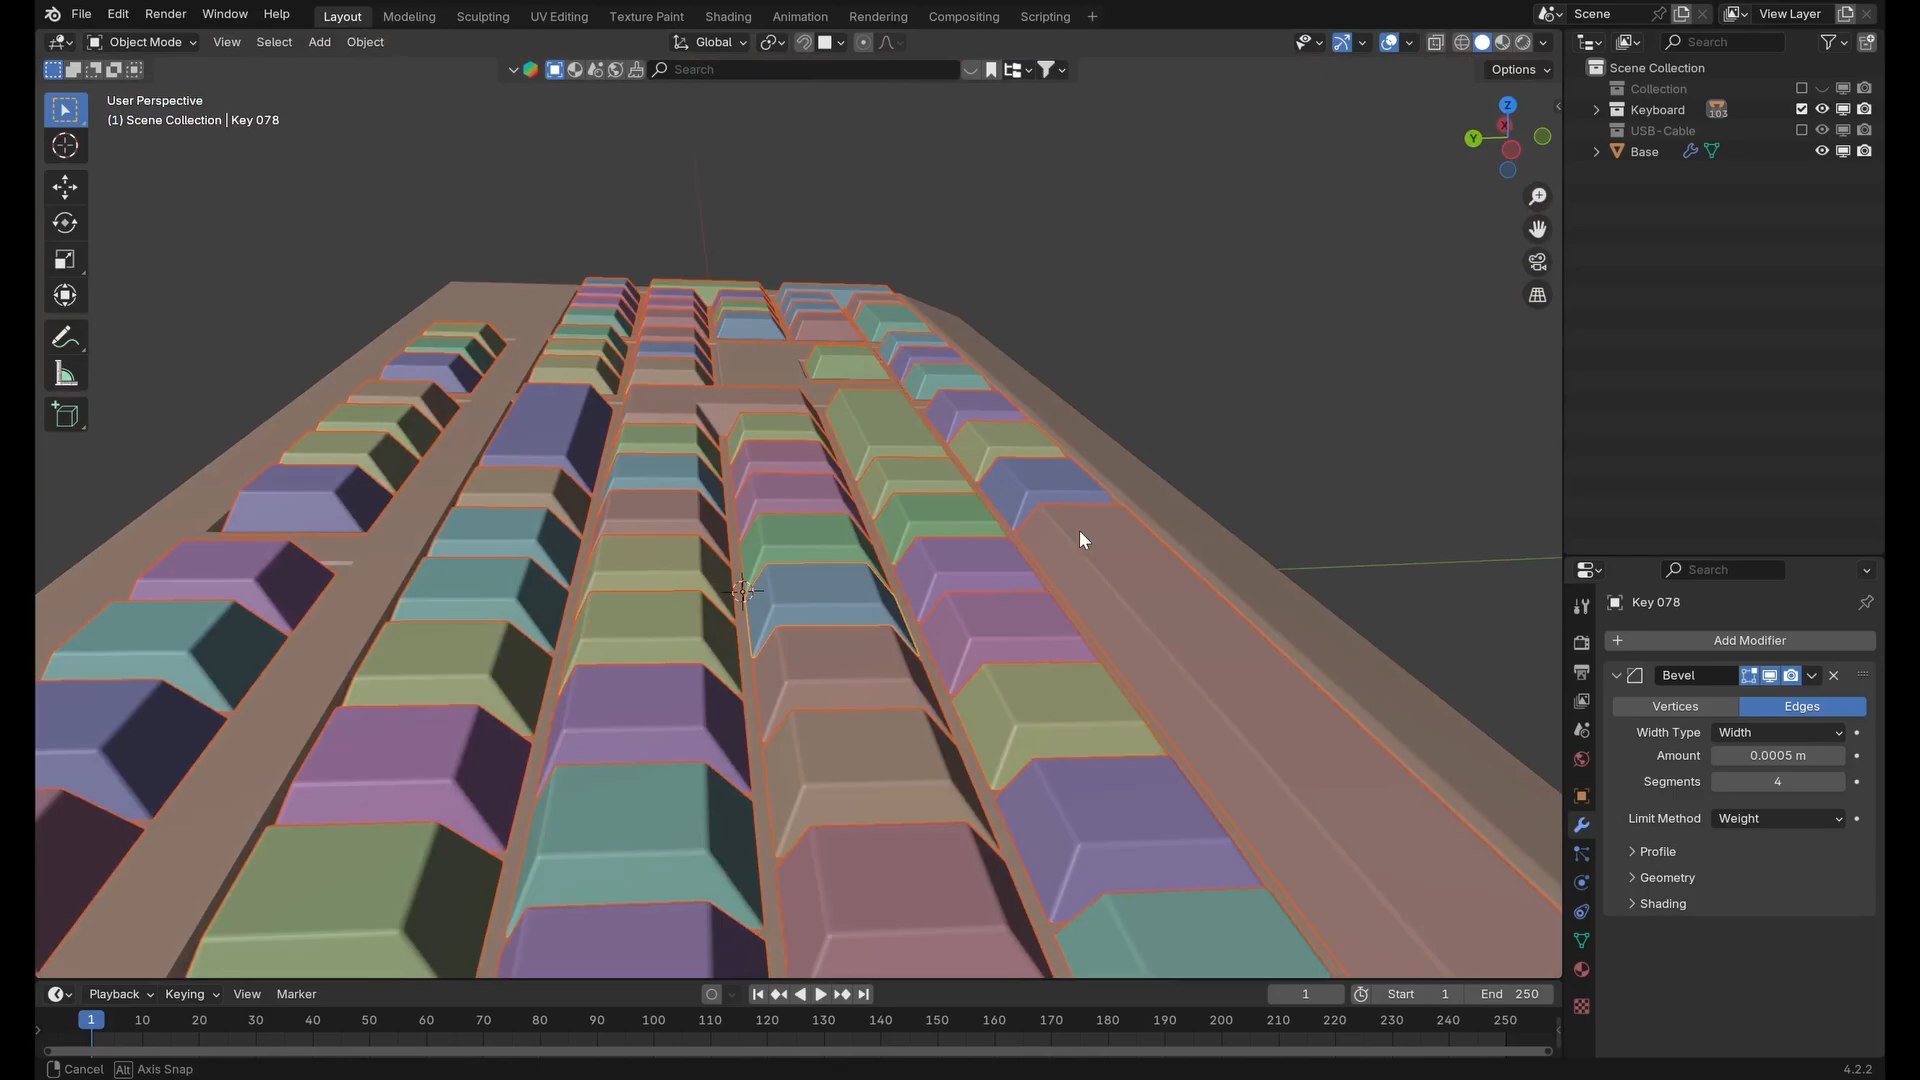 File Edit Render Window Help Layout Modeling Sculpting UV Editing Texture Paint Shading Animation Rendering Compositing Scripting + Scene View Layer
Object Mode View Select Add Object Global Search
Search Options
User Perspective
(1) Scene Collection | Key 078
Z
X
Y
Scene Collection
Collection
Keyboard 103
USB-Cable
Base
Search
Key 078
+ Add Modifier
Bevel
Vertices Edges
Width Type Width
Amount 0.0005 m
Segments 4
Limit Method Weight
Profile
Geometry
Shading
Playback Keying View Marker 1 Start 1 End 250
1 10 20 30 40 50 60 70 80 90 100 110 120 130 140 150 160 170 180 190 200 210 220 230 240 250
Cancel Alt Axis Snap 4.2.2